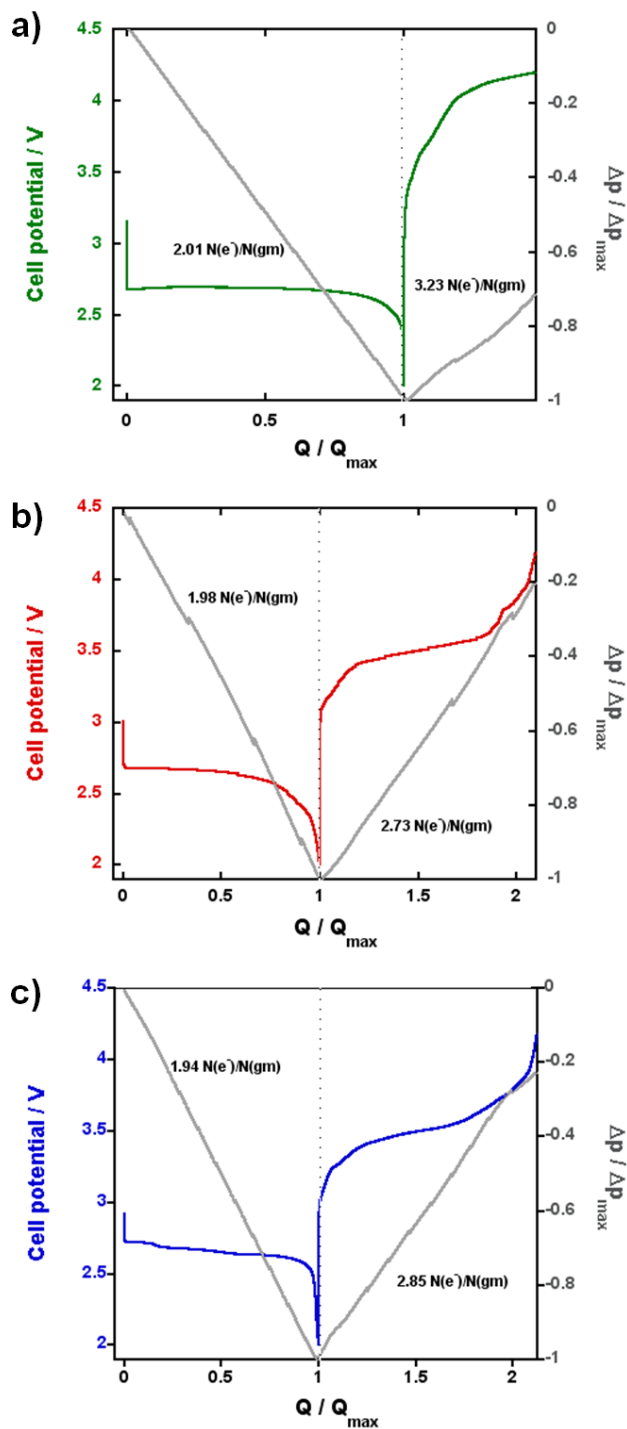 a)
4.5
4
3.5
3
2.5
2
Cell potential / V
0
-0.2
-0.4
-0.6
-0.8
-1
Δp / Δpmax
2.01 N(e-)/N(gm)
3.23 N(e-)/N(gm)
0
0.5
1
Q / Qmax
b)
4.5
4
3.5
3
2.5
2
Cell potential / V
0
-0.2
-0.4
-0.6
-0.8
-1
Δp / Δpmax
1.98 N(e-)/N(gm)
2.73 N(e-)/N(gm)
0
0.5
1
1.5
2
Q / Qmax
c)
4.5
4
3.5
3
2.5
2
Cell potential / V
0
-0.2
-0.4
-0.6
-0.8
-1
Δp / Δpmax
1.94 N(e-)/N(gm)
2.85 N(e-)/N(gm)
0
0.5
1
1.5
2
Q / Qmax